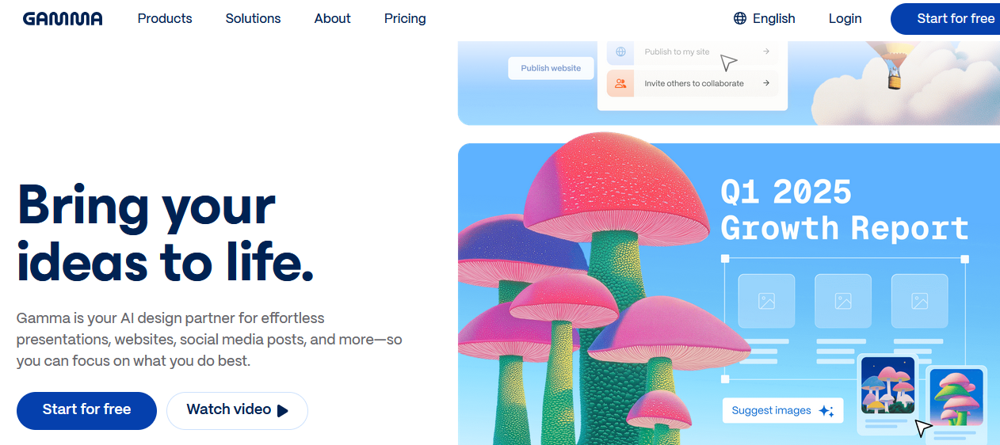 GAMMA
Products
Solutions
About
Pricing
English
Login
Start for free
Publish website
Publish to my site
Invite others to collaborate
Bring your
ideas to life.
Gamma is your AI design partner for effortless
presentations, websites, social media posts, and more—so
you can focus on what you do best.
Start for free
Watch video
Q1 2025
Growth Report
Suggest images